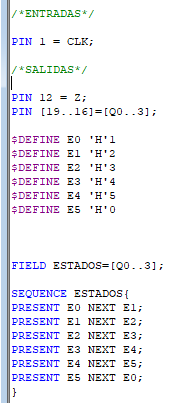 /*ENTRADAS*/
PIN 1 = CLK;
/*SALIDAS*/
PIN 12 = Z;
PIN [19..16]=[Q0..3];
$DEFINE E0 'H'1
$DEFINE E1 'H'2
$DEFINE E2 'H'3
$DEFINE E3 'H'4
$DEFINE E4 'H'5
$DEFINE E5 'H'0
FIELD ESTADOS=[Q0..3];
SEQUENCE ESTADOS{
PRESENT E0 NEXT E1;
PRESENT E1 NEXT E2;
PRESENT E2 NEXT E3;
PRESENT E3 NEXT E4;
PRESENT E4 NEXT E5;
PRESENT E5 NEXT E0;
}